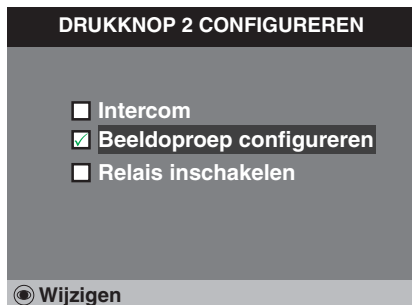 DRUKKNOP 2 CONFIGUREREN
Intercom
Beeldoproep configureren
Relais inschakelen
Wijzigen